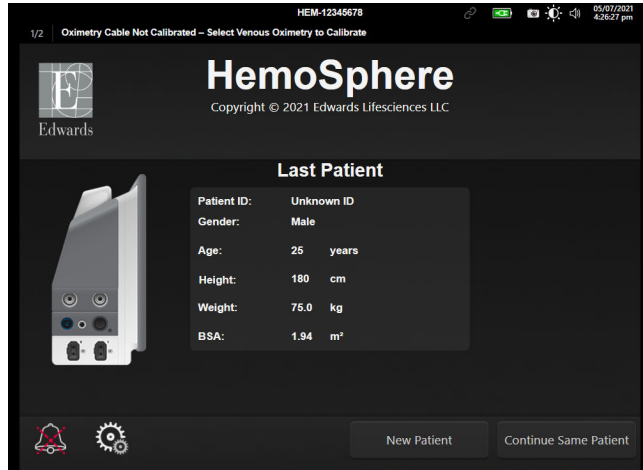 HEM-12345678
05/07/2021
4:26:27 pm
1/2 Oximetry Cable Not Calibrated – Select Venous Oximetry to Calibrate
E
Edwards
HemoSphere
Copyright © 2021 Edwards Lifesciences LLC
Last Patient
Patient ID: Unknown ID
Gender: Male
Age: 25 years
Height: 180 cm
Weight: 75.0 kg
BSA: 1.94 m²
New Patient
Continue Same Patient